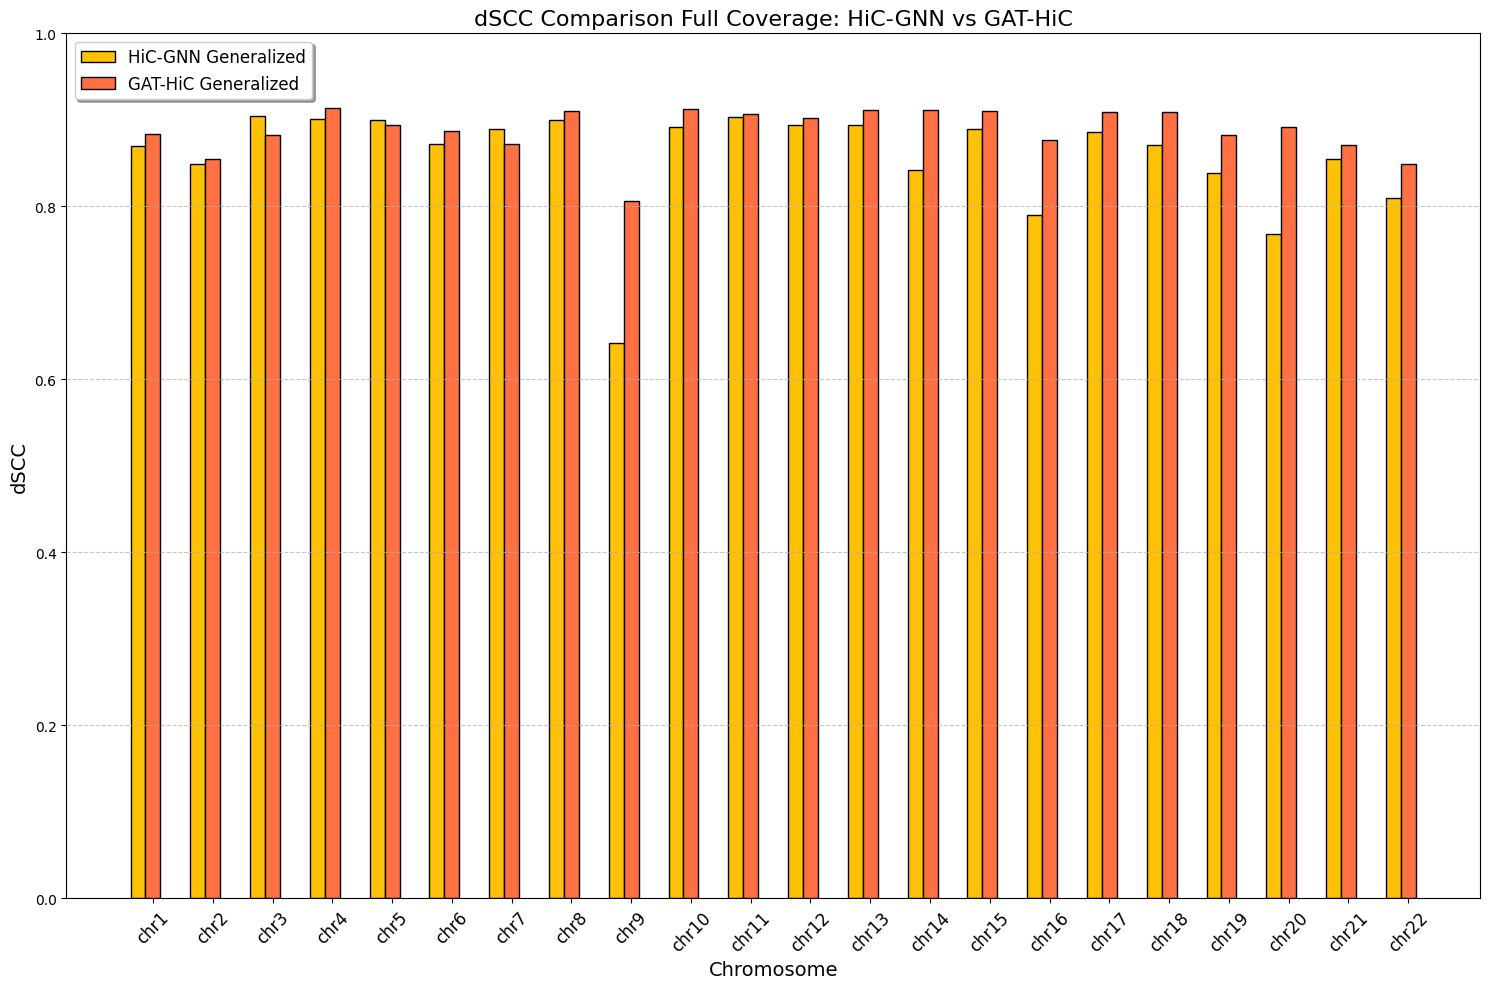 dSCC Comparison Full Coverage: HiC-GNN vs GAT-HiC
HiC-GNN Generalized
GAT-HiC Generalized
dSCC
1.0
0.8
0.6
0.4
0.2
0.0
chr1 chr2 chr3 chr4 chr5 chr6 chr7 chr8 chr9 chr10 chr11 chr12 chr13 chr14 chr15 chr16 chr17 chr18 chr19 chr20 chr21 chr22
Chromosome